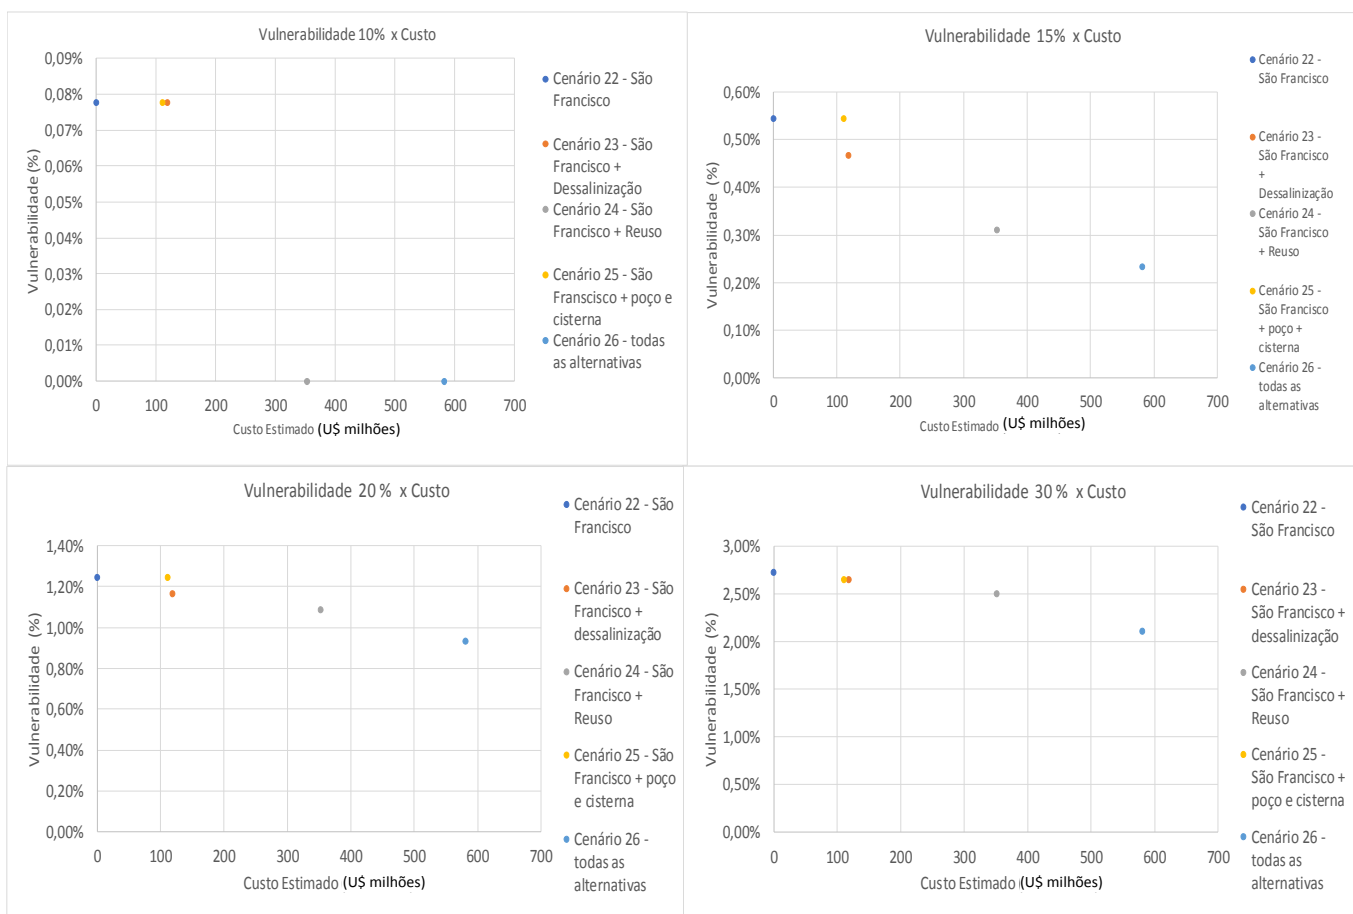 Vulnerabilidade 10% x Custo
0,09%
0,08%
0,07%
0,06%
0,05%
0,04%
0,03%
0,02%
0,01%
0,00%
Vulnerabilidade (%)
0 100 200 300 400 500 600 700
Custo Estimado (U$ milhões)
Cenário 22 - São
Francisco
Cenário 23 - São
Francisco +
Dessalinização
Cenário 24 - São
Francisco + Reuso
Cenário 25 - São
Franscisco + poço e
cisterna
Cenário 26 - todas
as alternativas
Vulnerabilidade 15% x Custo
0,60%
0,50%
0,40%
0,30%
0,20%
0,10%
0,00%
Vulnerabilidade (%)
0 100 200 300 400 500 600 700
Custo Estimado (U$ milhões)
Cenário 22 -
São Francisco
Cenário 23 -
São Francisco
+
Dessalinização
Cenário 24 -
São Francisco
+ Reuso
Cenário 25 -
São Francisco
+ poço +
cisterna
Cenário 26 -
todas as
alternativas
Vulnerabilidade 20 % x Custo
1,40%
1,20%
1,00%
0,80%
0,60%
0,40%
0,20%
0,00%
Vulnerabilidade (%)
0 100 200 300 400 500 600 700
Custo Estimado (U$ milhões)
Cenário 22 - São
Francisco
Cenário 23 - São
Francisco +
dessalinização
Cenário 24 - São
Francisco +
Reuso
Cenário 25 - São
Francisco + poço
e cisterna
Cenário 26 -
todas as
alternativas
Vulnerabilidade 30 % x Custo
3,00%
2,50%
2,00%
1,50%
1,00%
0,50%
0,00%
Vulnerabilidade (%)
0 100 200 300 400 500 600 700
Custo Estimado (U$ milhões)
Cenário 22 -
São Francisco
Cenário 23 -
São Francisco +
dessalinização
Cenário 24 -
São Francisco +
Reuso
Cenário 25 -
São Francisco +
poço e cisterna
Cenário 26 -
todas as
alternativas